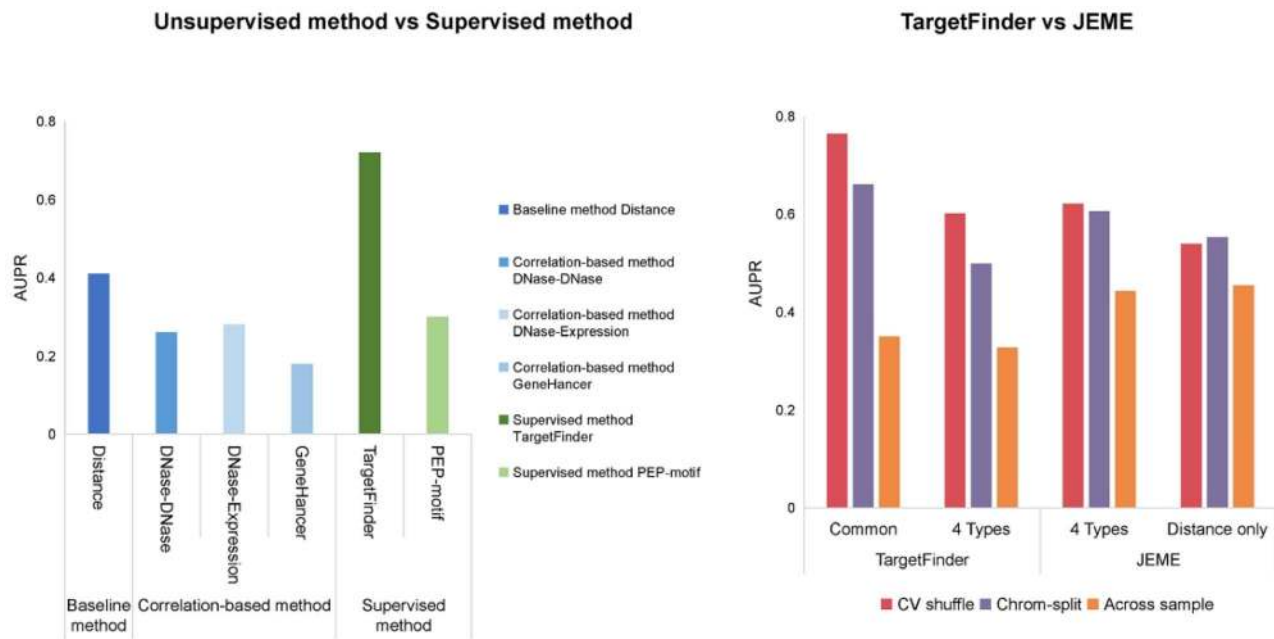 Unsupervised method vs Supervised method
AUPR
0.8
0.6
0.4
0.2
0
Distance
DNase-DNase
DNase-Expression
GeneHancer
TargetFinder
PEP-motif
Baseline
method
Correlation-based method
Supervised
method
Baseline method Distance
Correlation-based method
DNase-DNase
Correlation-based method
DNase-Expression
Correlation-based method
GeneHancer
Supervised method
TargetFinder
Supervised method PEP-motif
TargetFinder vs JEME
AUPR
0.8
0.6
0.4
0.2
0
Common
4 Types
4 Types
Distance only
TargetFinder
JEME
CV shuffle
Chrom-split
Across sample